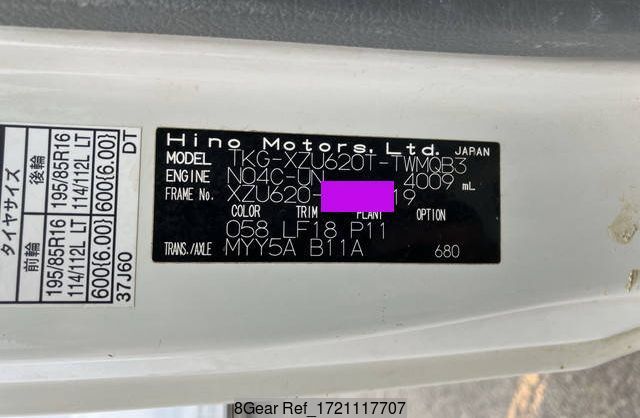 Hino Motors, Ltd. JAPAN
MODEL TKG-XZU620T-TWMQB3
ENGINE N04C-UN 4009 mL
FRAME No. XZU620- 19
COLOR TRIM PLANT OPTION
058 LF18 P11
TRANS./AXLE MYY5A B11A 680
タイヤサイズ
前輪 後輪
195/85R16 195/85R16
114/112L LT 114/112L LT
600{6.00} 600{6.00}
37J60 DT
8Gear Ref_1721117707